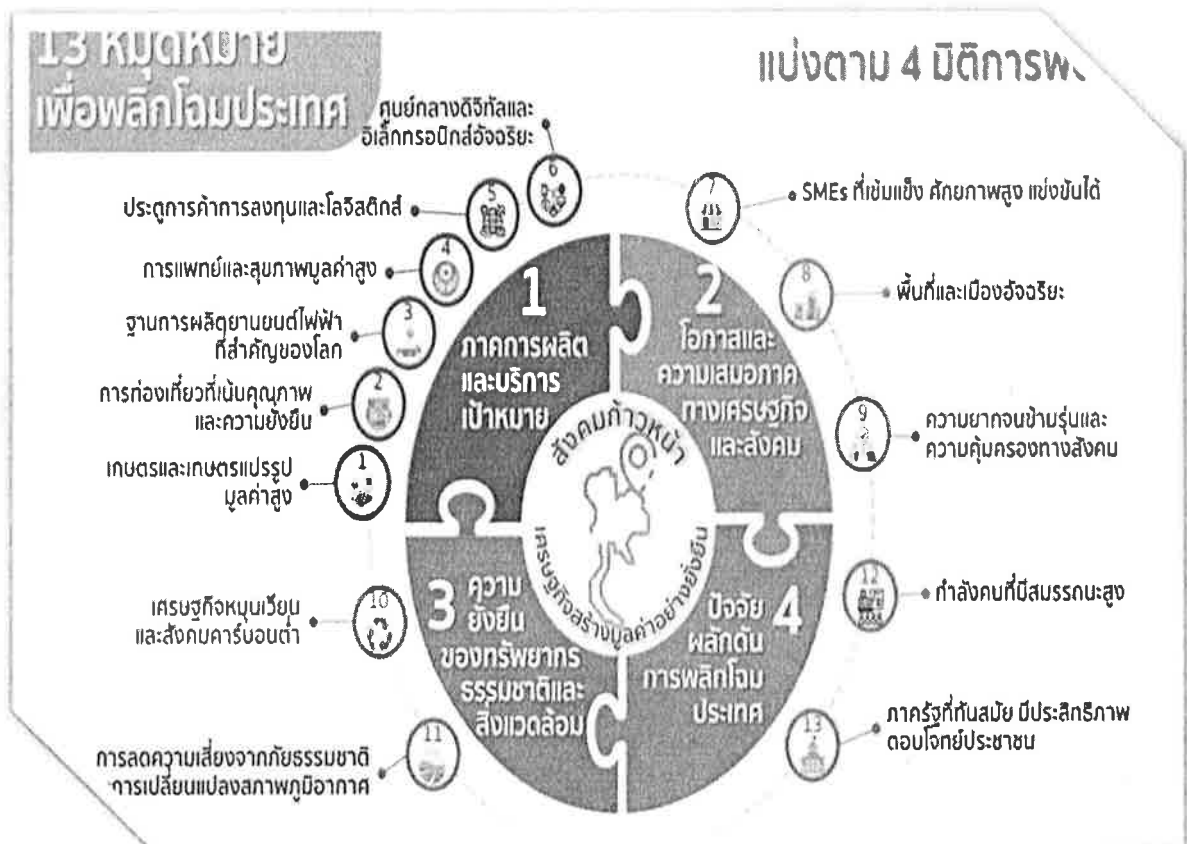 13 หมุดหมาย
เพื่อพลิกโฉมประเทศ
แบ่งตาม 4 มิติการพ
ศูนย์กลางดิจิทัลและ
อิเล็กทรอนิกส์อัจฉริยะ
6
ประตูการค้าการลงทุนและโลจิสติกส์
5
การแพทย์และสุขภาพมูลค่าสูง
4
ฐานการผลิตยานยนต์ไฟฟ้า
ที่สำคัญของโลก
3
การท่องเที่ยวที่เน้นคุณภาพ
และความยั่งยืน
2
เกษตรและเกษตรแปรรูป
มูลค่าสูง
1
7
SMEs ที่เข้มแข็ง ศักยภาพสูง แข่งขันได้
8
พื้นที่และเมืองอัจฉริยะ
9
ความยากจนข้ามรุ่นและ
ความคุ้มครองทางสังคม
1
ภาคการผลิต
และบริการ
เป้าหมาย
2
โอกาสและ
ความเสมอภาค
ทางเศรษฐกิจ
และสังคม
สังคมก้าวหน้า
เศรษฐกิจสร้างมูลค่าอย่างยั่งยืน
3 ความ
ยั่งยืน
ของทรัพยากร
ธรรมชาติและ
สิ่งแวดล้อม
4
ปัจจัย
ผลักดัน
การพลิกโฉม
ประเทศ
เศรษฐกิจหมุนเวียน
และสังคมคาร์บอนต่ำ
10
การลดความเสี่ยงจากภัยธรรมชาติ
การเปลี่ยนแปลงสภาพภูมิอากาศ
11
12
กำลังคนที่มีสมรรถนะสูง
13
ภาครัฐที่ทันสมัย มีประสิทธิภาพ
ตอบโจทย์ประชาชน